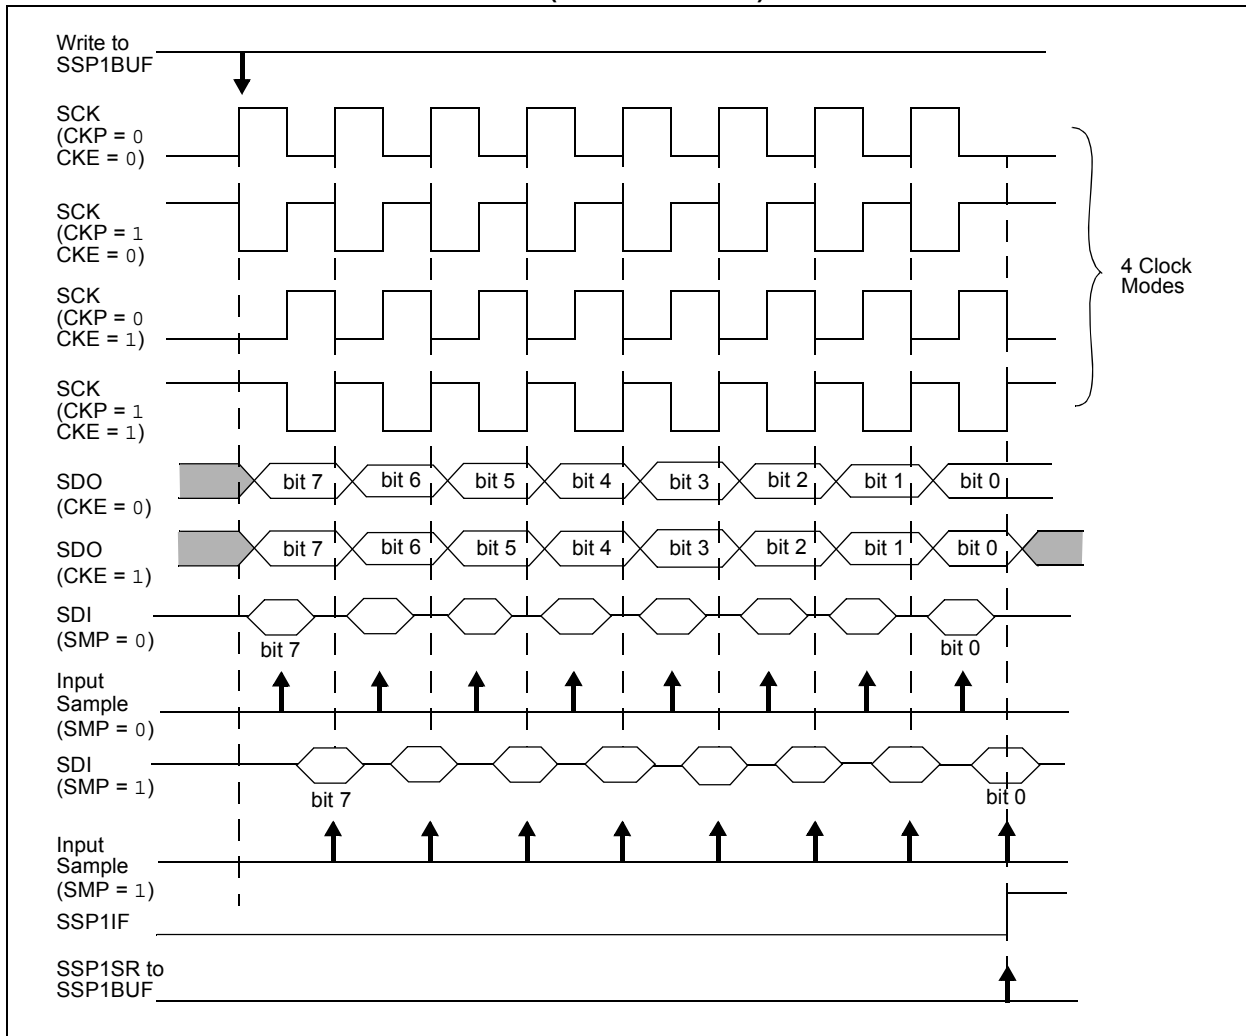 Write to
SSP1BUF
SCK
(CKP = 0
CKE = 0)
SCK
(CKP = 1
CKE = 0)
SCK
(CKP = 0
CKE = 1)
SCK
(CKP = 1
CKE = 1)
4 Clock
Modes
SDO
(CKE = 0)
bit 7 bit 6 bit 5 bit 4 bit 3 bit 2 bit 1 bit 0
SDO
(CKE = 1)
bit 7 bit 6 bit 5 bit 4 bit 3 bit 2 bit 1 bit 0
SDI
(SMP = 0)
bit 7 bit 0
Input
Sample
(SMP = 0)
SDI
(SMP = 1)
bit 7 bit 0
Input
Sample
(SMP = 1)
SSP1IF
SSP1SR to
SSP1BUF